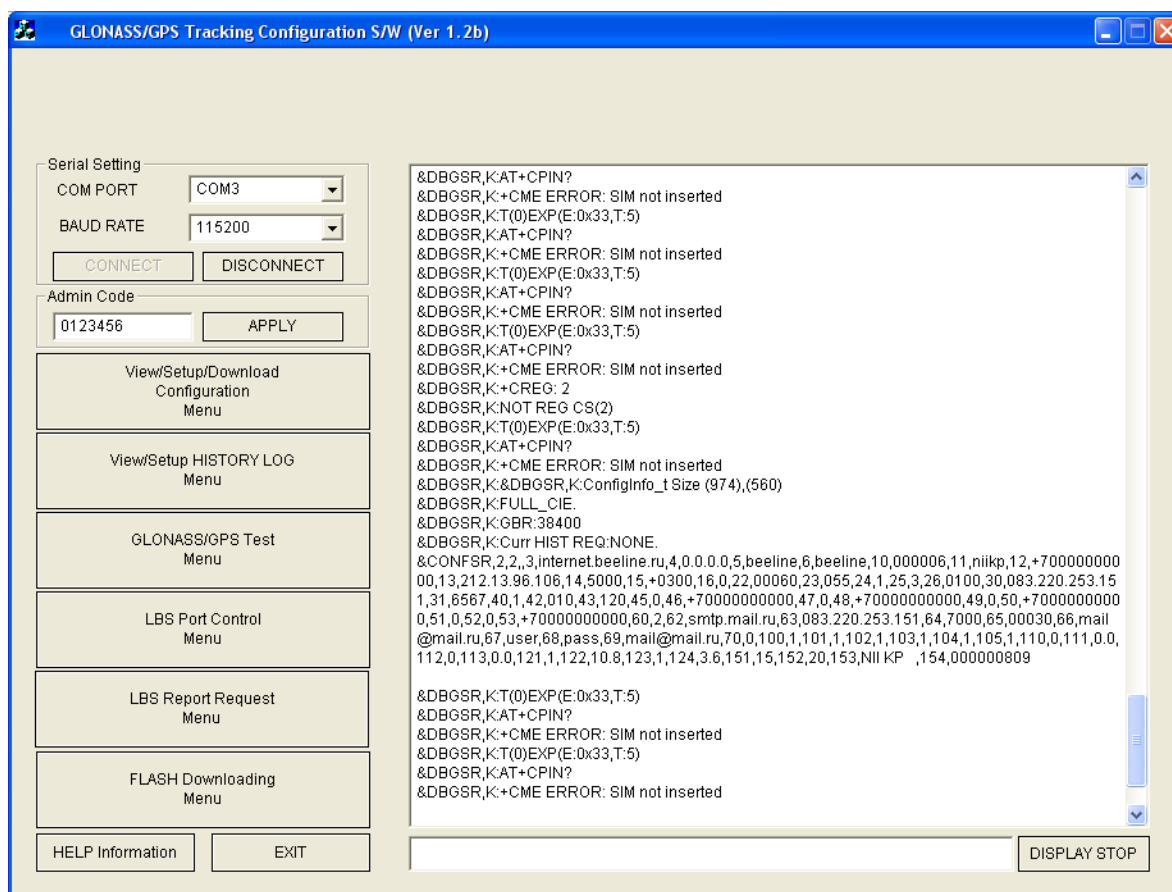 GLONASS/GPS Tracking Configuration S/W (Ver 1.2b)
Serial Setting
COM PORT
COM3
BAUD RATE
115200
CONNECT
DISCONNECT
Admin Code
0123456
APPLY
View/Setup/Download
Configuration
Menu
View/Setup HISTORY LOG
Menu
GLONASS/GPS Test
Menu
LBS Port Control
Menu
LBS Report Request
Menu
FLASH Downloading
Menu
HELP Information
EXIT
&DBGSR,K:AT+CPIN?
&DBGSR,K:+CME ERROR: SIM not inserted
&DBGSR,K:T(0)EXP(E:0x33,T:5)
&DBGSR,K:AT+CPIN?
&DBGSR,K:+CME ERROR: SIM not inserted
&DBGSR,K:T(0)EXP(E:0x33,T:5)
&DBGSR,K:AT+CPIN?
&DBGSR,K:+CME ERROR: SIM not inserted
&DBGSR,K:T(0)EXP(E:0x33,T:5)
&DBGSR,K:AT+CPIN?
&DBGSR,K:+CME ERROR: SIM not inserted
&DBGSR,K:+CREG: 2
&DBGSR,K:NOT REG CS(2)
&DBGSR,K:T(0)EXP(E:0x33,T:5)
&DBGSR,K:AT+CPIN?
&DBGSR,K:+CME ERROR: SIM not inserted
&DBGSR,K:&DBGSR,K:ConfigInfo_t Size (974),(560)
&DBGSR,K:FULL_CIE.
&DBGSR,K:GBR:38400
&DBGSR,K:Curr HIST REQ:NONE.
&CONFSR,2,2,,3,internet.beeline.ru,4,0.0.0.0,5,beeline,6,beeline,10,000006,11,niikp,12,+700000000
00,13,212.13.96.106,14,5000,15,+0300,16,0,22,00060,23,055,24,1,25,3,26,0100,30,083.220.253.15
1,31,6567,40,1,42,010,43,120,45,0,46,+70000000000,47,0,48,+70000000000,49,0,50,+7000000000
0,51,0,52,0,53,+70000000000,60,2,62,smtp.mail.ru,63,083.220.253.151,64,7000,65,00030,66,mail
@mail.ru,67,user,68,pass,69,mail@mail.ru,70,0,100,1,101,1,102,1,103,1,104,1,105,1,110,0,111,0.0,
112,0,113,0.0,121,1,122,10.8,123,1,124,3.6,151,15,152,20,153,NII KP   ,154,000000809
&DBGSR,K:T(0)EXP(E:0x33,T:5)
&DBGSR,K:AT+CPIN?
&DBGSR,K:+CME ERROR: SIM not inserted
&DBGSR,K:T(0)EXP(E:0x33,T:5)
&DBGSR,K:AT+CPIN?
&DBGSR,K:+CME ERROR: SIM not inserted
DISPLAY STOP